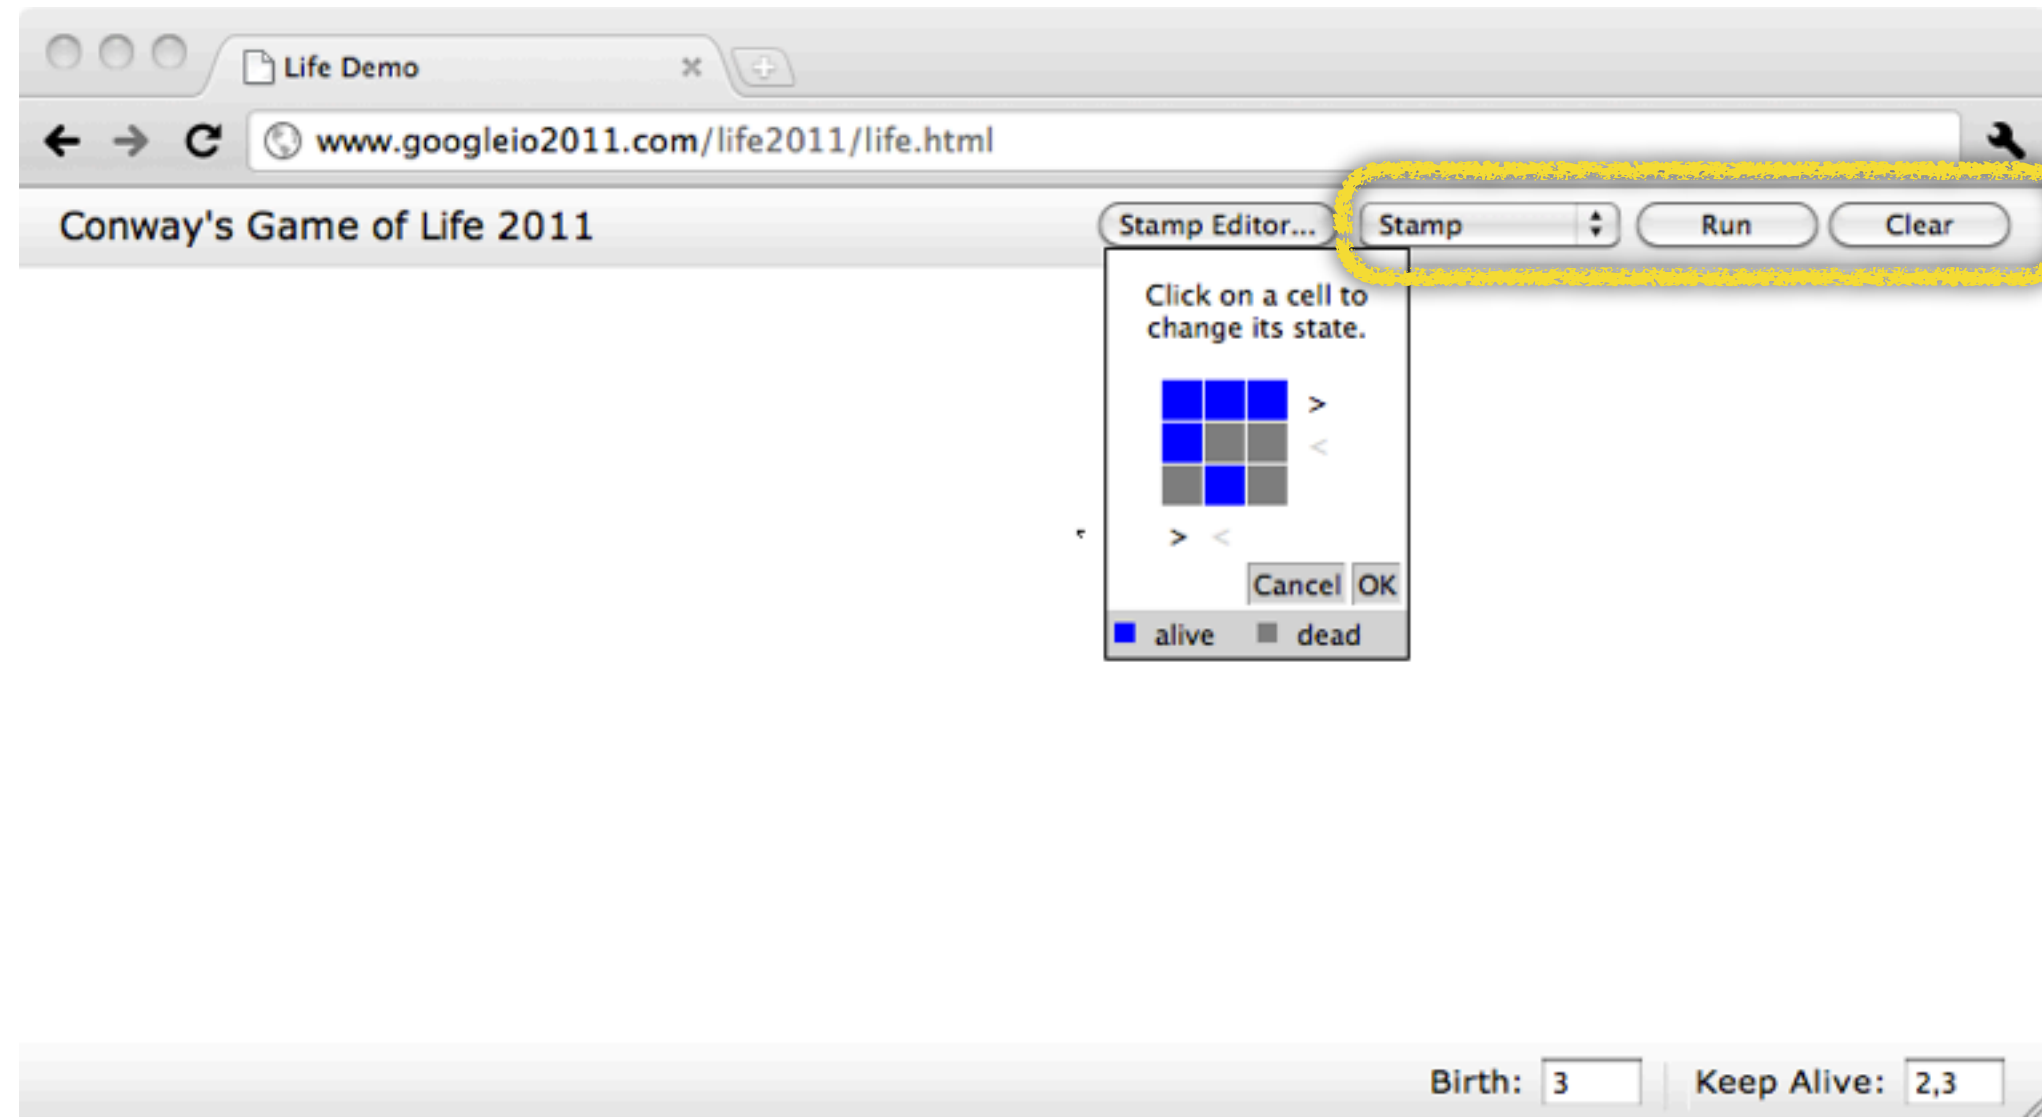 Life Demo
www.googleio2011.com/life2011/life.html
Conway's Game of Life 2011
Stamp Editor... Stamp Run Clear
Click on a cell to
change its state.
>
<
> <
Cancel OK
alive dead
Birth: 3 Keep Alive: 2,3